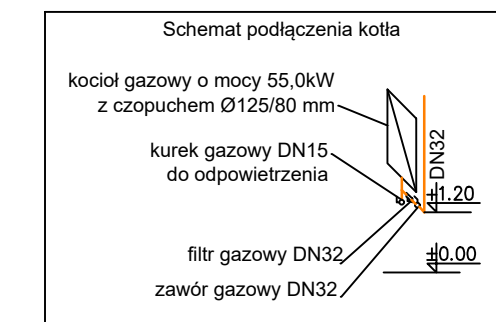 Schemat podłączenia kotła
kocioł gazowy o mocy 55,0kW
z czopuchem Ø125/80 mm
kurek gazowy DN15
do odpowietrzenia
DN32
±1.20
filtr gazowy DN32
±0.00
zawór gazowy DN32